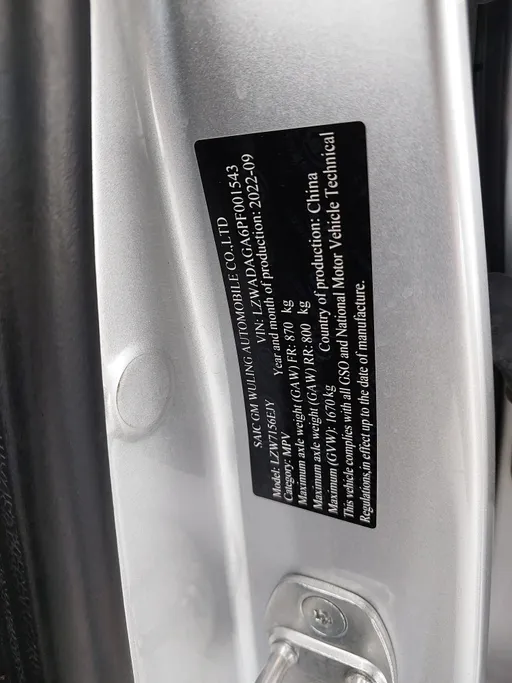 SAIC GM WULING AUTOMOBILE CO.,LTD
VIN: LZWADAGA6PF001543
Model: LZW7156EJY Year and month of production: 2022-09
Category: MPV
Maximum axle weight (GAW) FR: 870 kg
Maximum axle weight (GAW) RR: 800 kg
Maximum (GVW): 1670 kg Country of production: China
This vehicle complies with all GSO and National Motor Vehicle Technical
Regulations,in effect up to the date of manufacture.